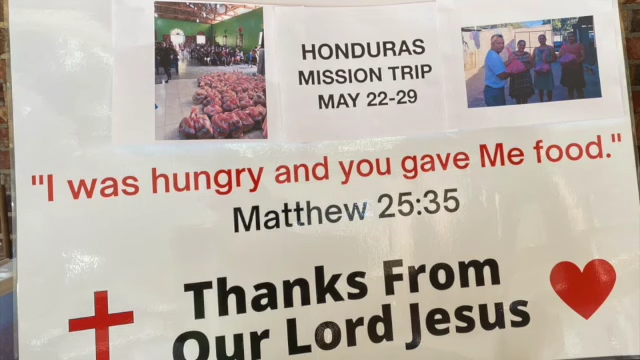 HONDURAS
MISSION TRIP
MAY 22-29
"I was hungry and you gave Me food."
Matthew 25:35
Thanks From
Our Lord Jesus